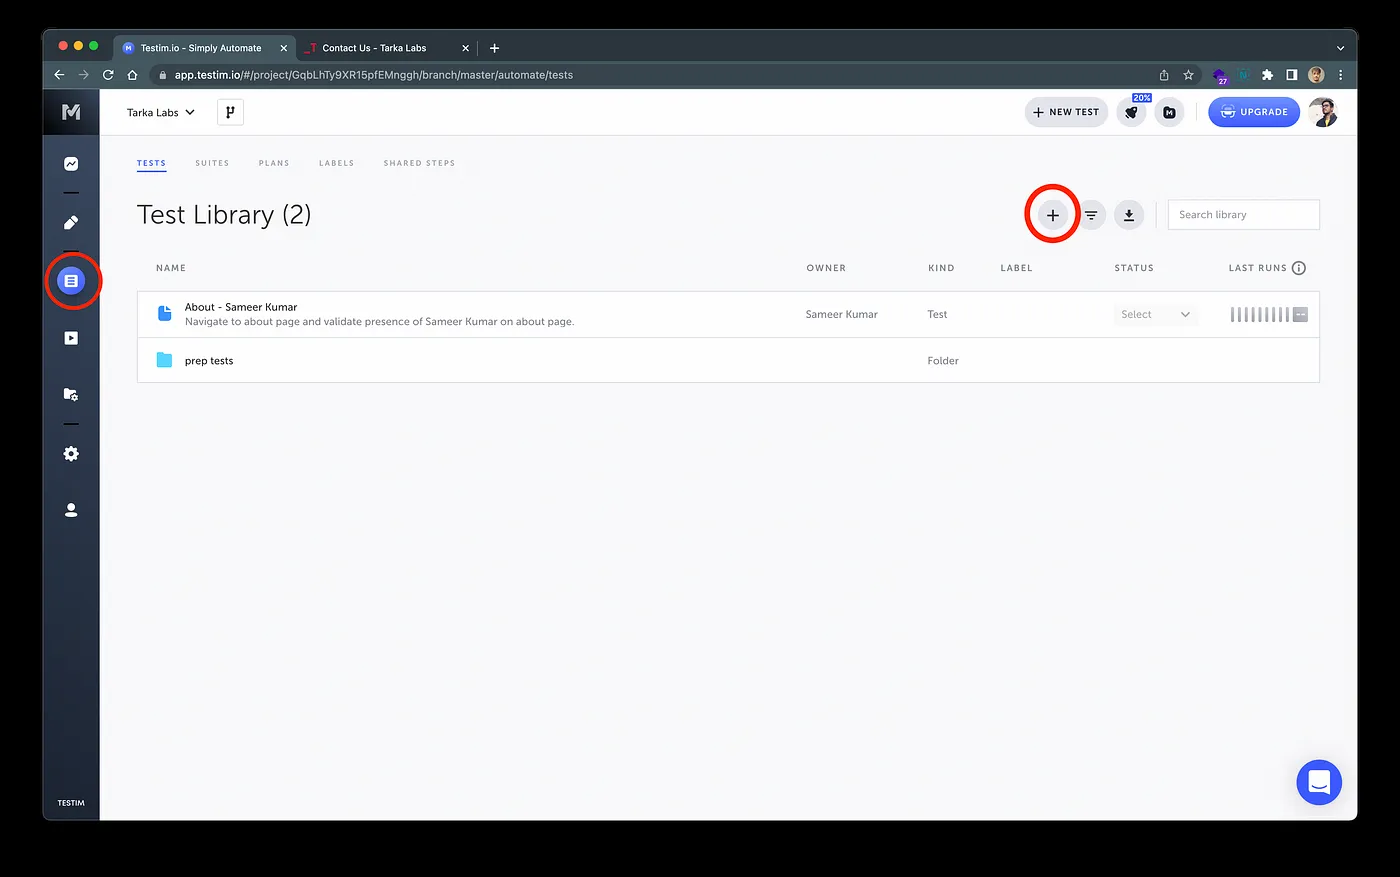 Testim.io - Simply Automate
_T Contact Us - Tarka Labs
app.testim.io/#/project/GqbLhTy9XR15pfEMnggh/branch/master/automate/tests
27
Tarka Labs
NEW TEST
20%
UPGRADE
TESTS SUITES PLANS LABELS SHARED STEPS
Test Library (2)
Search library
NAME OWNER KIND LABEL STATUS LAST RUNS
About - Sameer Kumar
Navigate to about page and validate presence of Sameer Kumar on about page.
Sameer Kumar Test Select
prep tests Folder
TESTIM